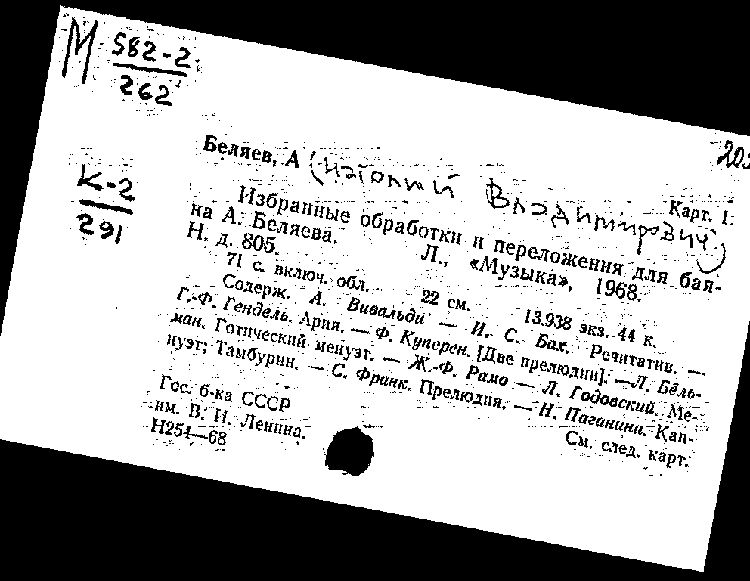 М 582-2
262
К-2
291
Беляев, А (натолий Владимирович)
Карт. 1.
Избранные обработки и переложения для бая-
на А. Беляева. Л., «Музыка», 1968.
Н. д. 805.
71 с. включ. обл. 22 см. 13.938 экз. 44 к.
Содерж. А. Вивальди — И. С. Бах. Речитатив. —
Г.-Ф. Гендель. Ария. — Ф. Куперен. [Две прелюдии]. — Л. Бёль-
ман. Готический менуэт. — Ж.-Ф. Рамо — Л. Годовский. Ме-
нуэт; Тамбурин. — С. Франк. Прелюдия. — Н. Паганини. Кап-
См. след. карт.
Гос. б-ка СССР
им. В. И. Ленина.
Н251—68